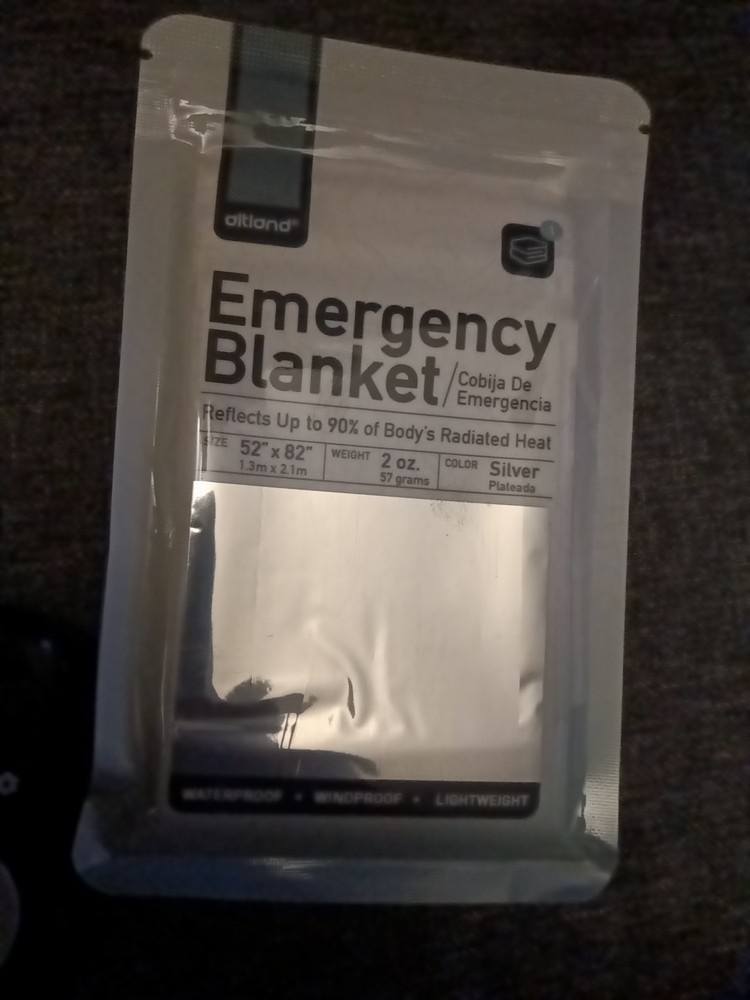 altland®
1
Emergency
Blanket/Cobija De
Emergencia
Reflects Up to 90% of Body's Radiated Heat
SIZE 52" x 82" WEIGHT 2 oz. COLOR Silver
1.3m x 2.1m 57 grams Plateada
WATERPROOF • WINDPROOF • LIGHTWEIGHT